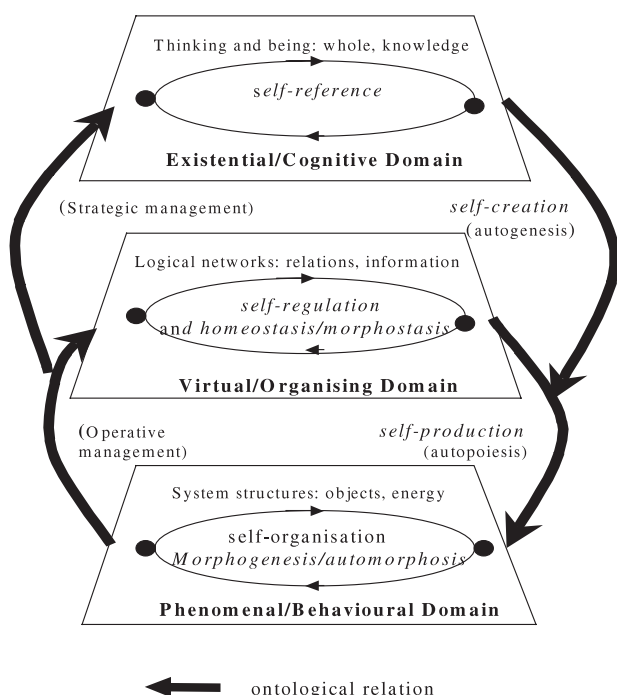 Thinking and being: whole, knowledge
self-reference
Existential/Cognitive Domain
(Strategic management)
self-creation
(autogenesis)
Logical networks: relations, information
self-regulation
and homeostasis/morphostasis
Virtual/Organising Domain
(Operative
management)
self-production
(autopoiesis)
System structures: objects, energy
self-organisation
Morphogenesis/automorphosis
Phenomenal/Behavioural Domain
ontological relation